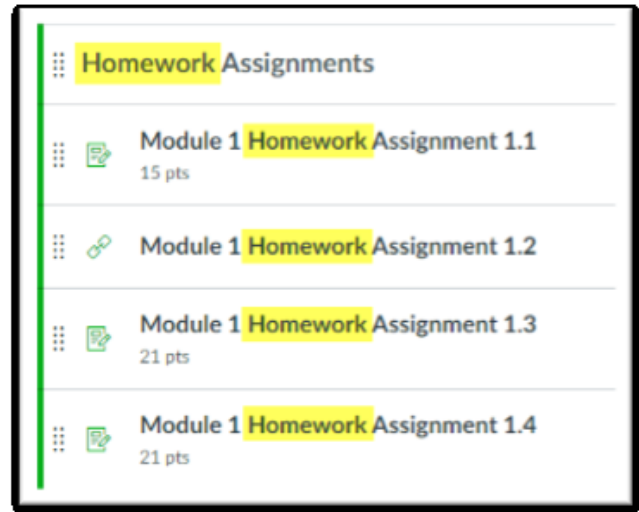 Homework Assignments
Module 1 Homework Assignment 1.1
15 pts
Module 1 Homework Assignment 1.2
Module 1 Homework Assignment 1.3
21 pts
Module 1 Homework Assignment 1.4
21 pts